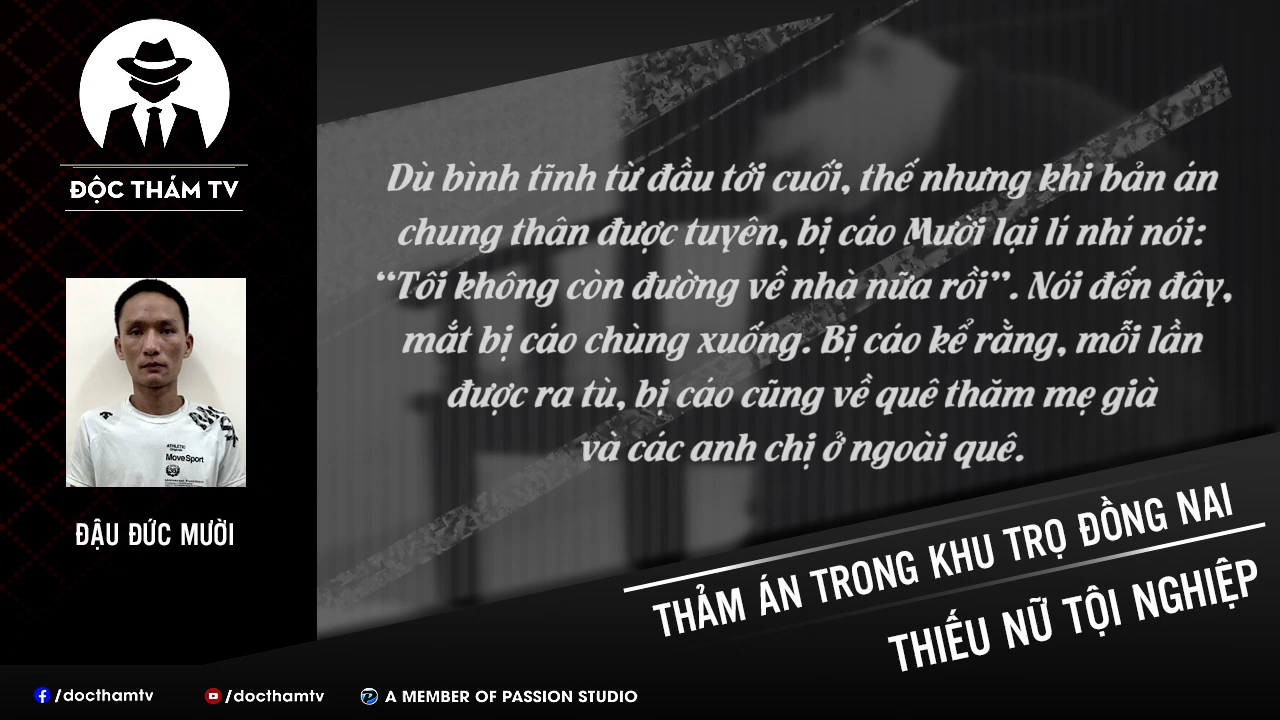 ĐỘC THÁM TV
Dù bình tĩnh từ đầu tới cuối, thế nhưng khi bản án
chung thân được tuyên, bị cáo Mười lại lí nhí nói:
“Tôi không còn đường về nhà nữa rồi”. Nói đến đây,
mắt bị cáo chùng xuống. Bị cáo kể rằng, mỗi lần
được ra tù, bị cáo cũng về quê thăm mẹ già
và các anh chị ở ngoài quê.
ATHLETIC
MoveSport
ĐẬU ĐỨC MƯỜI
THẢM ÁN TRONG KHU TRỌ ĐỒNG NAI
THIẾU NỮ TỘI NGHIỆP
/docthamtv
/docthamtv
A MEMBER OF PASSION STUDIO